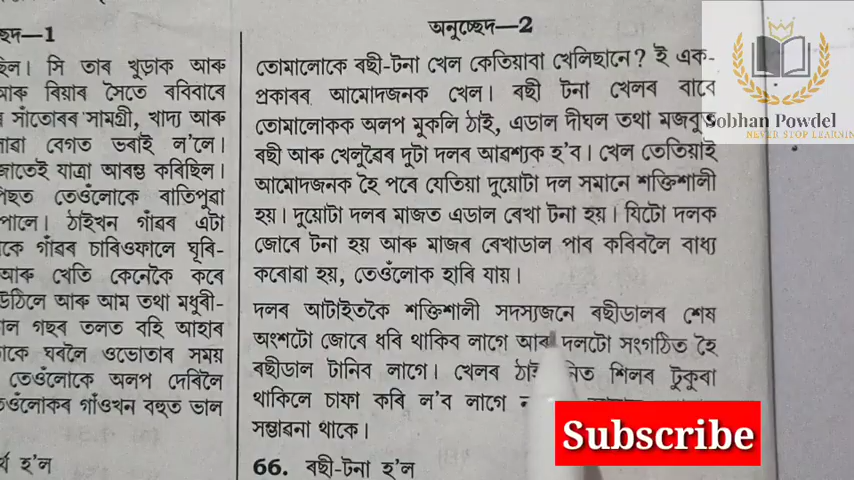 ছেদ—1
ছিল। সি তাৰ খুড়াক আৰু
আৰু ৰিয়াৰ সৈতে ৰবিবাৰে
সাঁতোৰৰ সামগ্ৰী, খাদ্য আৰু
বেগত ভৰাই ল'লে।
যাত্ৰা আৰম্ভ কৰিছিল।
তেওঁলোকে ৰাতিপুৱা
পালে। ঠাইখন গাঁৱৰ এটা
গাঁৱৰ চাৰিওফালে ঘূৰি-
আৰু খেতি কেনেকৈ কৰে
উঠিলে আৰু আম তথা মধুৰী-
গছৰ তলত বহি আহাৰ
ঘৰলৈ ওভোতাৰ সময়
তেওঁলোকে অলপ দেৰিলৈ
গাঁওখন বহুত ভাল
হ'ল
অনুচ্ছেদ—2
তোমালোকে ৰছী-টনা খেল কেতিয়াবা খেলিছানে? ই এক-
প্ৰকাৰৰ আমোদজনক খেল। ৰছী টনা খেলৰ বাবে
তোমালোকক অলপ মুকলি ঠাই, এডাল দীঘল তথা মজবুত
ৰছী আৰু খেলুৱৈৰ দুটা দলৰ আৱশ্যক হ'ব। খেল তেতিয়াই
আমোদজনক হৈ পৰে যেতিয়া দুয়োটা দল সমানে শক্তিশালী
হয়। দুয়োটা দলৰ মাজত এডাল ৰেখা টনা হয়। যিটো দলক
জোৰে টনা হয় আৰু মাজৰ ৰেখাডাল পাৰ কৰিবলৈ বাধ্য
কৰোৱা হয়, তেওঁলোক হাৰি যায়।
দলৰ আটাইতকৈ শক্তিশালী সদস্যজনে ৰছীডালৰ শেষ
অংশটো জোৰে ধৰি থাকিব লাগে আৰু দলটো সংগঠিত হৈ
ৰছীডাল টানিব লাগে। খেলৰ শিলৰ টুকুৰা
থাকিলে চাফা কৰি ল'ব লাগে
সম্ভাৱনা থাকে।
66. ৰছী-টনা হ'ল
Sobhan Powdel
NEVER STOP LEARNING
Subscribe